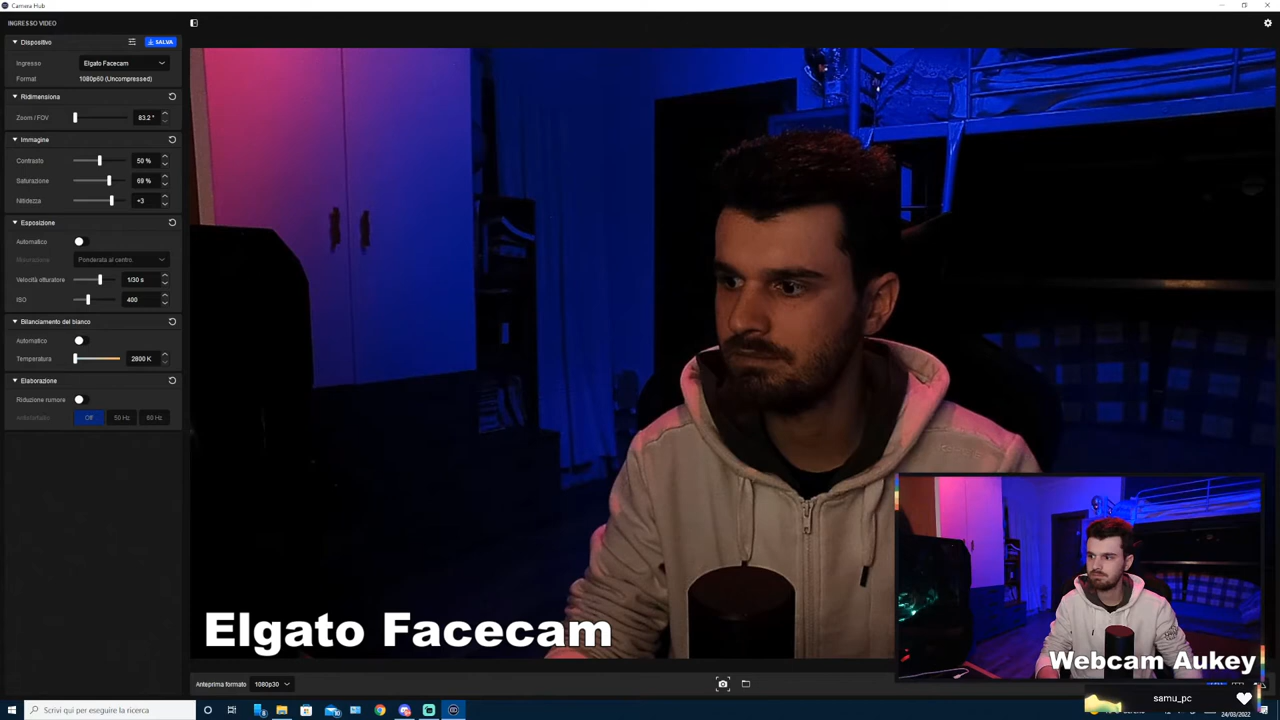 Camera Hub
INGRESSO VIDEO
Dispositivo
SALVA
Ingresso
Elgato Facecam
Format
1080p60 (Uncompressed)
Ridimensiona
Zoom / FOV
83.2 °
Immagine
Contrasto
50 %
Saturazione
69 %
Nitidezza
+3
Esposizione
Automatico
Misurazione
Ponderata al centro.
Velocità otturatore
1/30 s
ISO
400
Bilanciamento del bianco
Automatico
Temperatura
2800 K
Elaborazione
Riduzione rumore
Antisfarfallio
Off
50 Hz
60 Hz
Elgato Facecam
Webcam Aukey
Anteprima formato
1080p30
samu_pc
Scrivi qui per eseguire la ricerca
24/03/2022